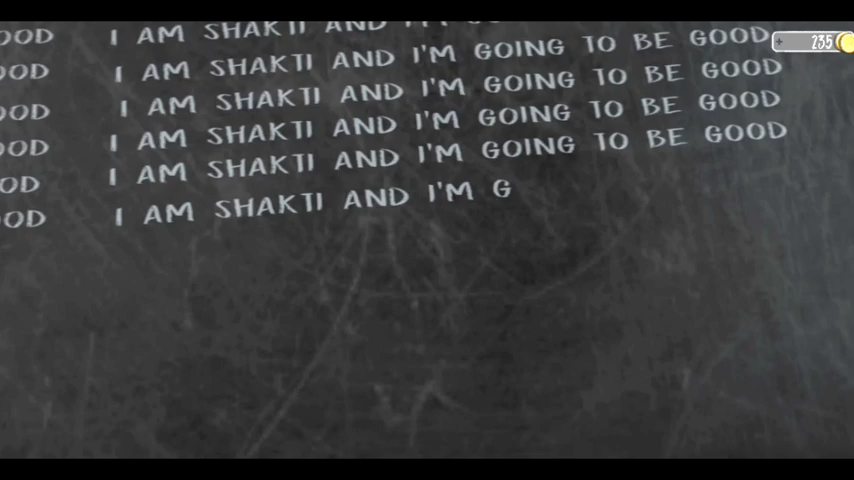 OOD I AM SHAKTI AND I'M GO
OOD I AM SHAKTI AND I'M GOING TO BE GOOD
OOD I AM SHAKTI AND I'M GOING TO BE GOOD
OOD I AM SHAKTI AND I'M GOING TO BE GOOD
OD I AM SHAKTI AND I'M GOING TO BE GOOD
OOD I AM SHAKTI AND I'M G
235